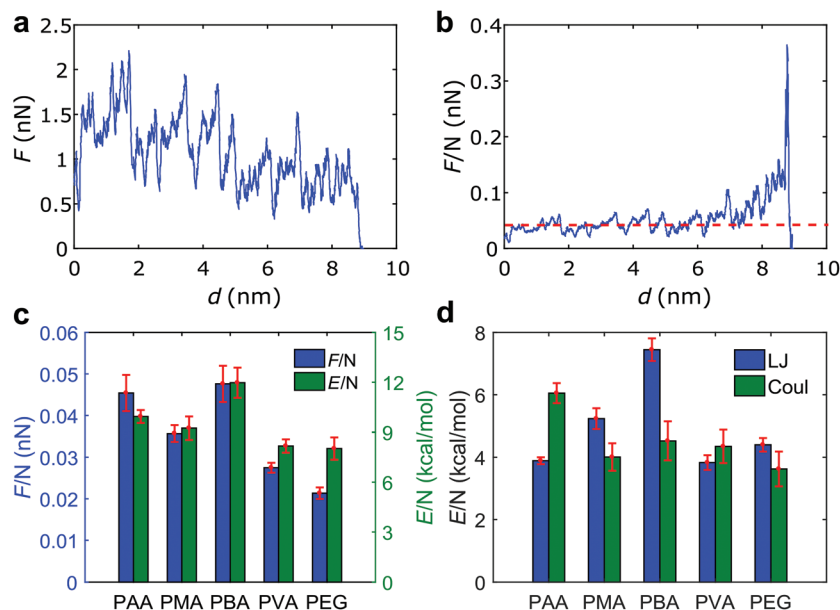 a
2.5
2
1.5
1
0.5
0
F (nN)
0 2 4 6 8 10
d (nm)
b
0.4
0.3
0.2
0.1
0
F/N (nN)
0 2 4 6 8 10
d (nm)
c
0.06
0.05
0.04
0.03
0.02
0.01
0
F/N (nN)
F/N
E/N
15
12
9
6
3
0
E/N (kcal/mol)
PAA PMA PBA PVA PEG
d
8
6
4
2
0
E/N (kcal/mol)
LJ
Coul
PAA PMA PBA PVA PEG